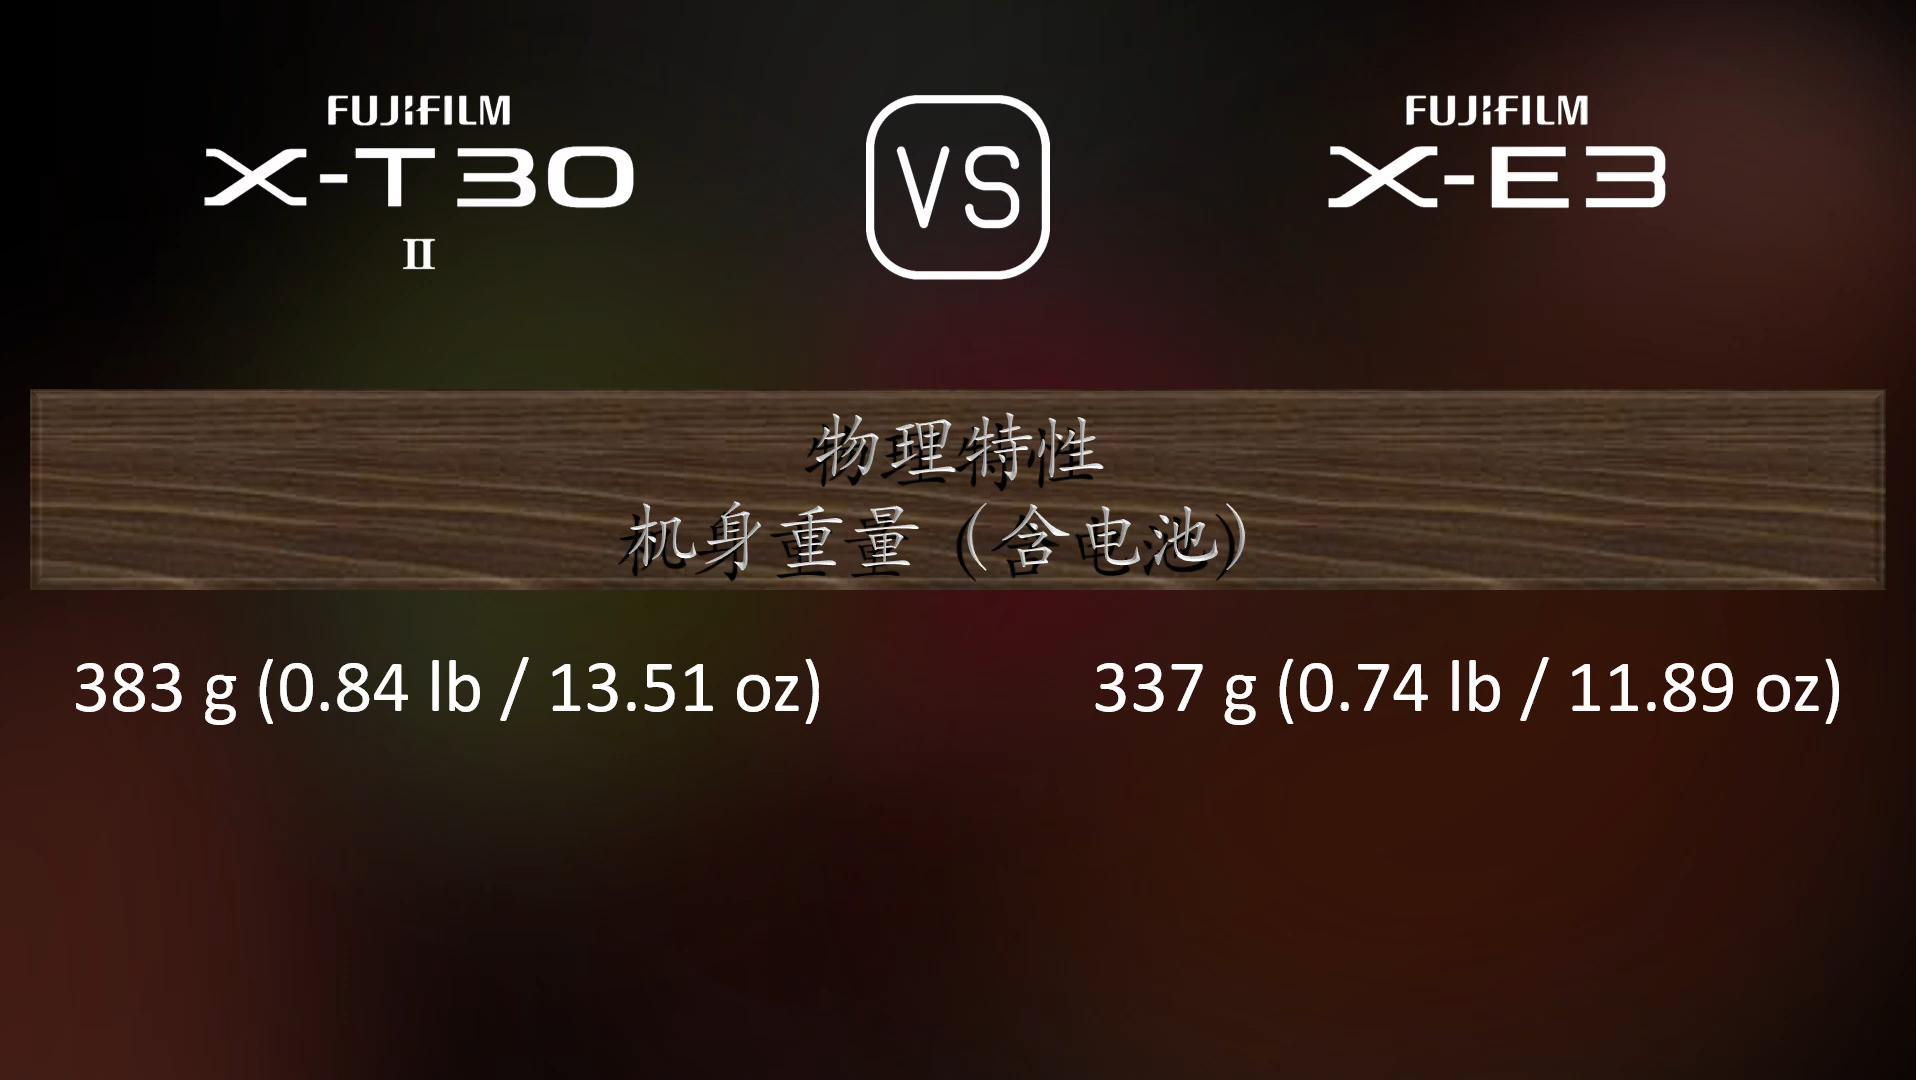 FUJIFILM
X-T30
II
VS
FUJIFILM
X-E3
物理特性
机身重量（含电池）
383 g (0.84 lb / 13.51 oz)
337 g (0.74 lb / 11.89 oz)